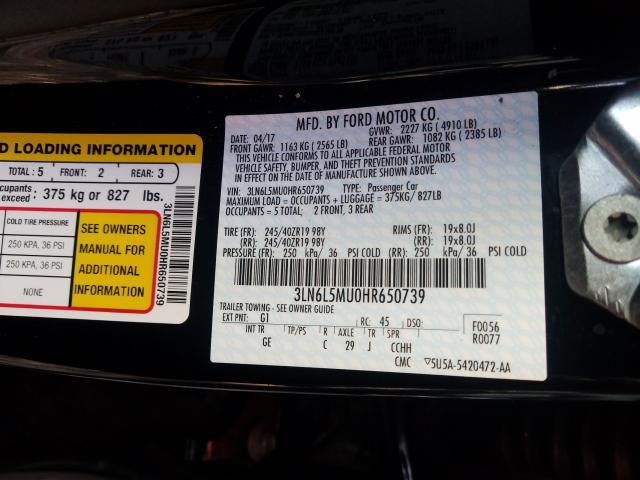 D LOADING INFORMATION
TOTAL : 5 FRONT: 2 REAR: 3
cupants
exceed : 375 kg or 827 lbs.
COLD TIRE PRESSURE
250 KPA, 36 PSI
250 KPA, 36 PSI
NONE
SEE OWNERS
MANUAL FOR
ADDITIONAL
INFORMATION
3LN6L5MU0HR650739
MFD. BY FORD MOTOR CO.
DATE: 04/17 GVWR: 2227 KG ( 4910 LB)
FRONT GAWR: 1163 KG ( 2565 LB) REAR GAWR: 1082 KG ( 2385 LB)
THIS VEHICLE CONFORMS TO ALL APPLICABLE FEDERAL MOTOR
VEHICLE SAFETY, BUMPER, AND THEFT PREVENTION STANDARDS IN
EFFECT ON THE DATE OF MANUFACTURE SHOWN ABOVE.
VIN: 3LN6L5MU0HR650739 TYPE: Passenger Car
MAXIMUM LOAD = OCCUPANTS + LUGGAGE = 375KG/ 827LB
OCCUPANTS = 5 TOTAL; 2 FRONT, 3 REAR
TIRE (FR): 245/40ZR19 98Y RIMS (FR): 19x8.0J
(RR): 245/40ZR19 98Y (RR): 19x8.0J
PRESSURE (FR): 250 kPa/ 36 PSI COLD (RR): 250 kPa/ 36 PSI COLD
3LN6L5MU0HR650739
TRAILER TOWING - SEE OWNER GUIDE
EXT PNT: G1 RC: 45 DSO: F0056
INT TR TP/PS R AXLE TR SPR R0077
GE C 29 J CCHH
CMC 5U5A-5420472-AA